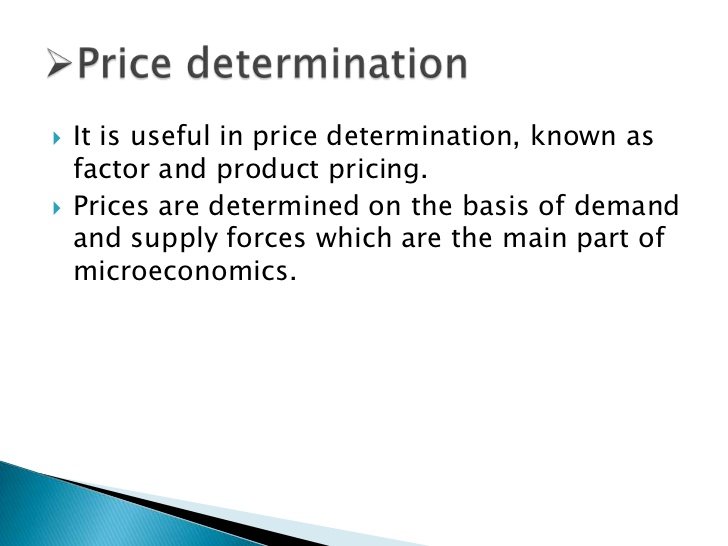 ➢Price determination
It is useful in price determination, known as
factor and product pricing.
Prices are determined on the basis of demand
and supply forces which are the main part of
microeconomics.